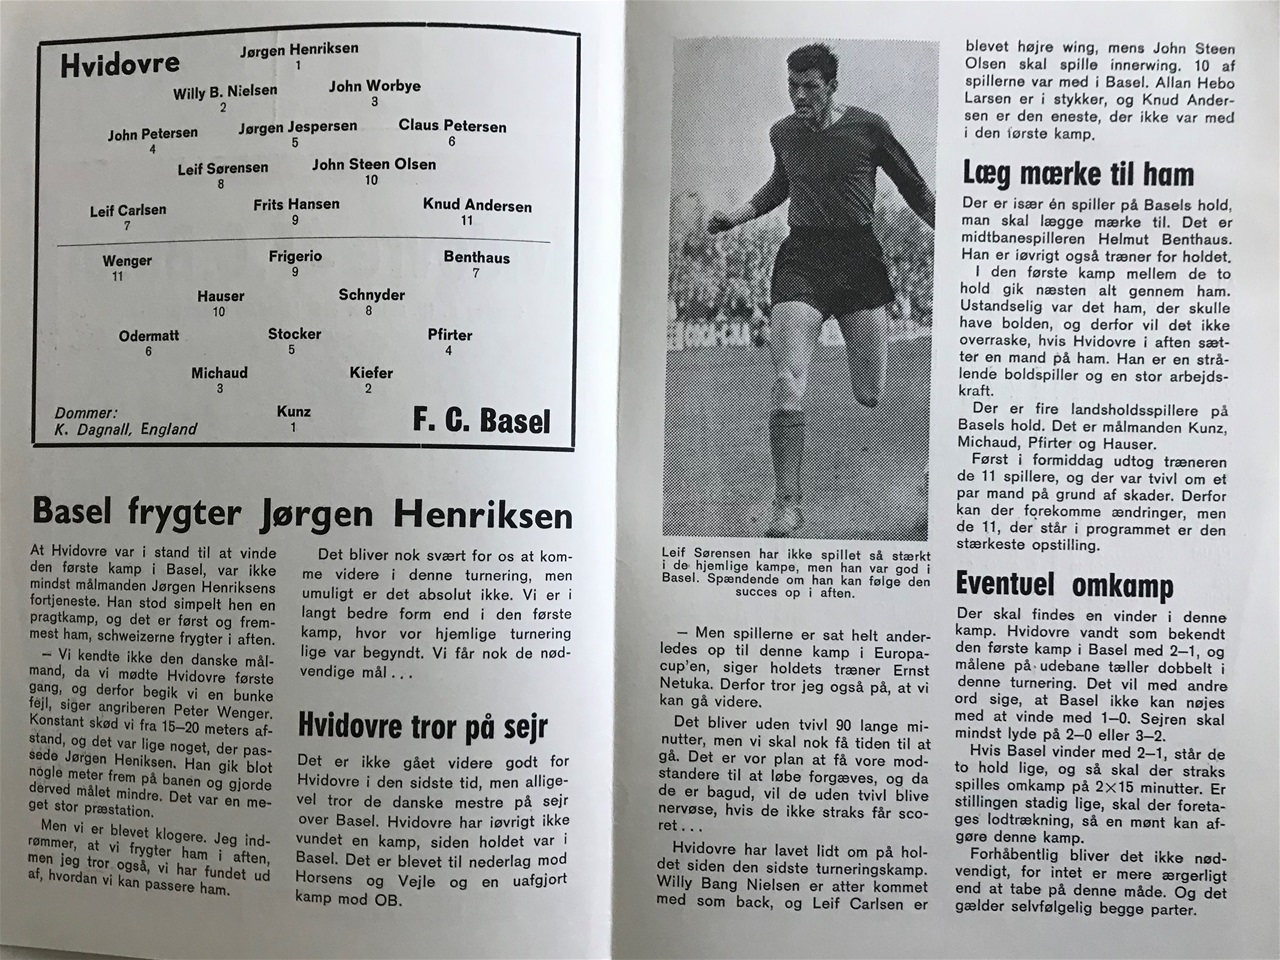 Hvidovre
Jørgen Henriksen
1
Willy B. Nielsen
2
John Worbye
3
John Petersen
4
Jørgen Jespersen
5
Claus Petersen
6
Leif Sørensen
8
John Steen Olsen
10
Leif Carlsen
7
Frits Hansen
9
Knud Andersen
11
Wenger
11
Frigerio
9
Benthaus
7
Hauser
10
Schnyder
8
Odermatt
6
Stocker
5
Pfirter
4
Michaud
3
Kiefer
2
Dommer:
K. Dagnall, England
Kunz
1
F. C. Basel
Basel frygter Jørgen Henriksen
At Hvidovre var i stand til at vinde
den første kamp i Basel, var ikke
mindst målmanden Jørgen Henriksens
fortjeneste. Han stod simpelt hen en
pragtkamp, og det er først og frem-
mest ham, schweizerne frygter i aften.
— Vi kendte ikke den danske mål-
mand, da vi mødte Hvidovre første
gang, og derfor begik vi en bunke
fejl, siger angriberen Peter Wenger.
Konstant skød vi fra 15–20 meters af-
stand, og det var lige noget, der pas-
sede Jørgen Heniksen. Han gik blot
nogle meter frem på banen og gjorde
derved målet mindre. Det var en me-
get stor præstation.
Men vi er blevet klogere. Jeg ind-
rømmer, at vi frygter ham i aften,
men jeg tror også, vi har fundet ud
af, hvordan vi kan passere ham.
Det bliver nok svært for os at kom-
me videre i denne turnering, men
umuligt er det absolut ikke. Vi er i
langt bedre form end i den første
kamp, hvor vor hjemlige turnering
lige var begyndt. Vi får nok de nød-
vendige mål . . .
Hvidovre tror på sejr
Det er ikke gået videre godt for
Hvidovre i den sidste tid, men allige-
vel tror de danske mestre på sejr
over Basel. Hvidovre har iøvrigt ikke
vundet en kamp, siden holdet var i
Basel. Det er blevet til nederlag mod
Horsens og Vejle og en uafgjort
kamp mod OB.
Leif Sørensen har ikke spillet så stærkt
i de hjemlige kampe, men han var god i
Basel. Spændende om han kan følge den
succes op i aften.
— Men spillerne er sat helt ander-
ledes op til denne kamp i Europa-
cup'en, siger holdets træner Ernst
Netuka. Derfor tror jeg også på, at vi
kan gå videre.
Det bliver uden tvivl 90 lange mi-
nutter, men vi skal nok få tiden til at
gå. Det er vor plan at få vore mod-
standere til at løbe forgæves, og da
de er bagud, vil de uden tvivl blive
nervøse, hvis de ikke straks får sco-
ret . . .
Hvidovre har lavet lidt om på hol-
det siden den sidste turneringskamp.
Willy Bang Nielsen er atter kommet
med som back, og Leif Carlsen er
blevet højre wing, mens John Steen
Olsen skal spille innerwing. 10 af
spillerne var med i Basel. Allan Hebo
Larsen er i stykker, og Knud Ander-
sen er den eneste, der ikke var med
i den første kamp.
Læg mærke til ham
Der er især én spiller på Basels hold,
man skal lægge mærke til. Det er
midtbanespilleren Helmut Benthaus.
Han er iøvrigt også træner for holdet.
I den første kamp mellem de to
hold gik næsten alt gennem ham.
Ustandselig var det ham, der skulle
have bolden, og derfor vil det ikke
overraske, hvis Hvidovre i aften sæt-
ter en mand på ham. Han er en strå-
lende boldspiller og en stor arbejds-
kraft.
Der er fire landsholdsspillere på
Basels hold. Det er målmanden Kunz,
Michaud, Pfirter og Hauser.
Først i formiddag udtog træneren
de 11 spillere, og der var tvivl om et
par mand på grund af skader. Derfor
kan der forekomme ændringer, men
de 11, der står i programmet er den
stærkeste opstilling.
Eventuel omkamp
Der skal findes en vinder i denne
kamp. Hvidovre vandt som bekendt
den første kamp i Basel med 2–1, og
målene på udebane tæller dobbelt i
denne turnering. Det vil med andre
ord sige, at Basel ikke kan nøjes
med at vinde med 1–0. Sejren skal
mindst lyde på 2–0 eller 3–2.
Hvis Basel vinder med 2–1, står de
to hold lige, og så skal der straks
spilles omkamp på 2×15 minutter. Er
stillingen stadig lige, skal der foreta-
ges lodtrækning, så en mønt kan af-
gøre denne kamp.
Forhåbentlig bliver det ikke nød-
vendigt, for intet er mere ærgerligt
end at tabe på denne måde. Og det
gælder selvfølgelig begge parter.